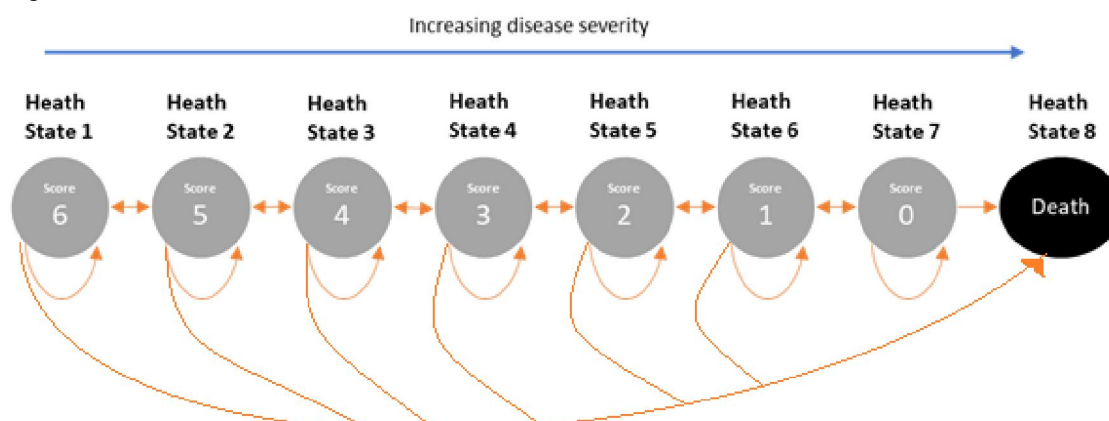 Increasing disease severity
Heath State 1
Heath State 2
Heath State 3
Heath State 4
Heath State 5
Heath State 6
Heath State 7
Heath State 8
Score
6
Score
5
Score
4
Score
3
Score
2
Score
1
Score
0
Death